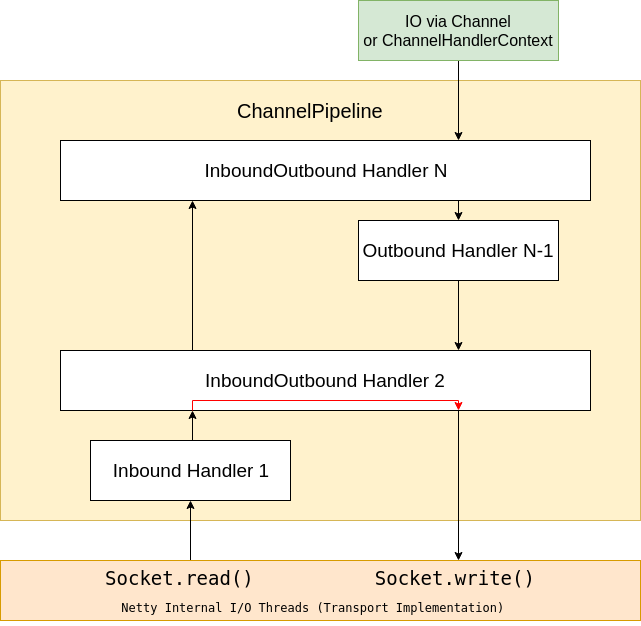 IO via Channel
or ChannelHandlerContext
ChannelPipeline
InboundOutbound Handler N
Outbound Handler N-1
InboundOutbound Handler 2
Inbound Handler 1
Socket.read()
Socket.write()
Netty Internal I/O Threads (Transport Implementation)